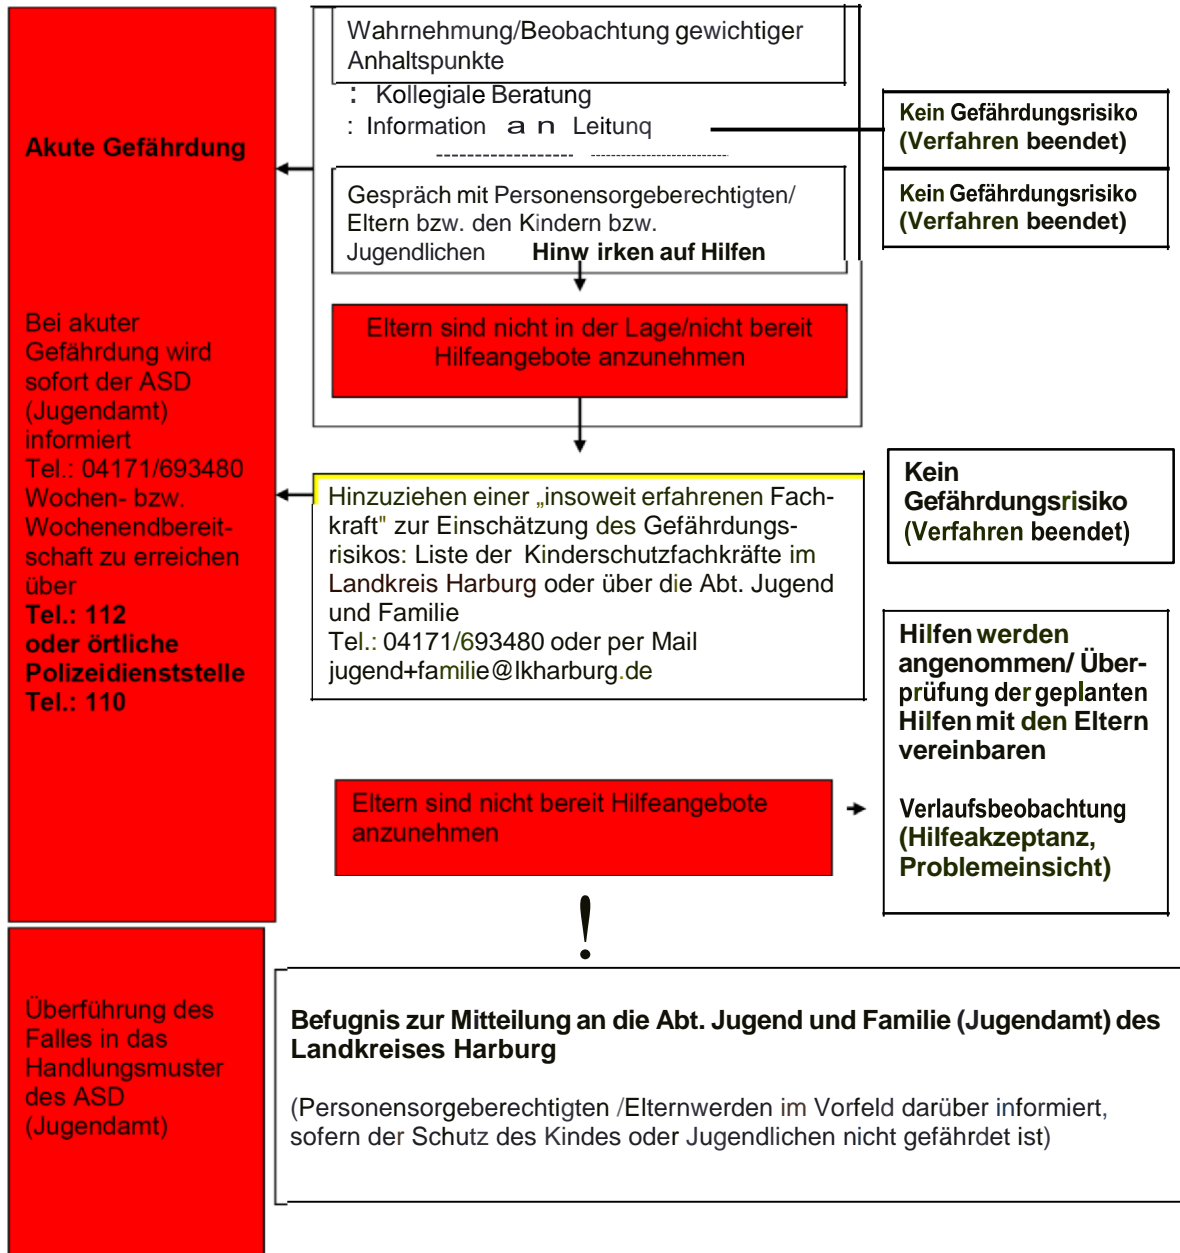 Akute Gefährdung
Bei akuter
Gefährdung wird
sofort der ASD
(Jugendamt)
informiert
Tel.: 04171/693480
Wochen- bzw.
Wochenendbereit-
schaft zu erreichen
über
Tel.: 112
oder örtliche
Polizeidienststelle
Tel.: 110
Wahrnehmung/Beobachtung gewichtiger
Anhaltspunkte
: Kollegiale Beratung
: Information an Leitunq
Gespräch mit Personensorgeberechtigten/
Eltern bzw. den Kindern bzw.
Jugendlichen Hinw irken auf Hilfen
Eltern sind nicht in der Lage/nicht bereit
Hilfeangebote anzunehmen
Kein Gefährdungsrisiko
(Verfahren beendet)
Kein Gefährdungsrisiko
(Verfahren beendet)
Hinzuziehen einer „insoweit erfahrenen Fach-
kraft" zur Einschätzung des Gefährdungs-
risikos: Liste der Kinderschutzfachkräfte im
Landkreis Harburg oder über die Abt. Jugend
und Familie
Tel.: 04171/693480 oder per Mail
jugend+familie@lkharburg.de
Kein
Gefährdungsrisiko
(Verfahren beendet)
Eltern sind nicht bereit Hilfeangebote
anzunehmen
Hilfen werden
angenommen/ Über-
prüfung der geplanten
Hilfen mit den Eltern
vereinbaren
Verlaufsbeobachtung
(Hilfeakzeptanz,
Problemeinsicht)
!
Überführung des
Falles in das
Handlungsmuster
des ASD
(Jugendamt)
Befugnis zur Mitteilung an die Abt. Jugend und Familie (Jugendamt) des
Landkreises Harburg
(Personensorgeberechtigten /Elternwerden im Vorfeld darüber informiert,
sofern der Schutz des Kindes oder Jugendlichen nicht gefährdet ist)